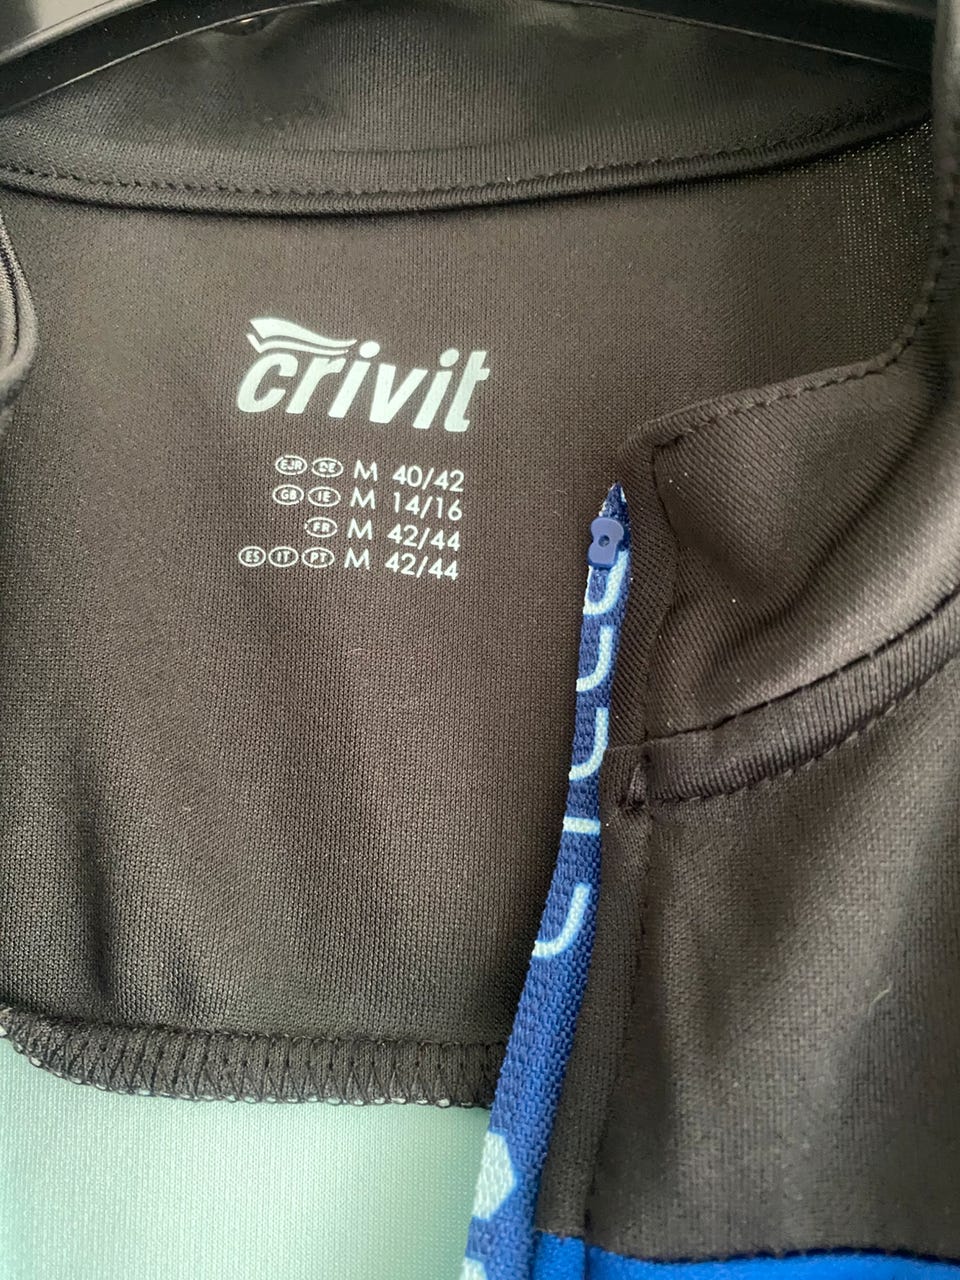 crivit
EUR DE M 40/42
GB IE M 14/16
FR M 42/44
ES IT PT M 42/44